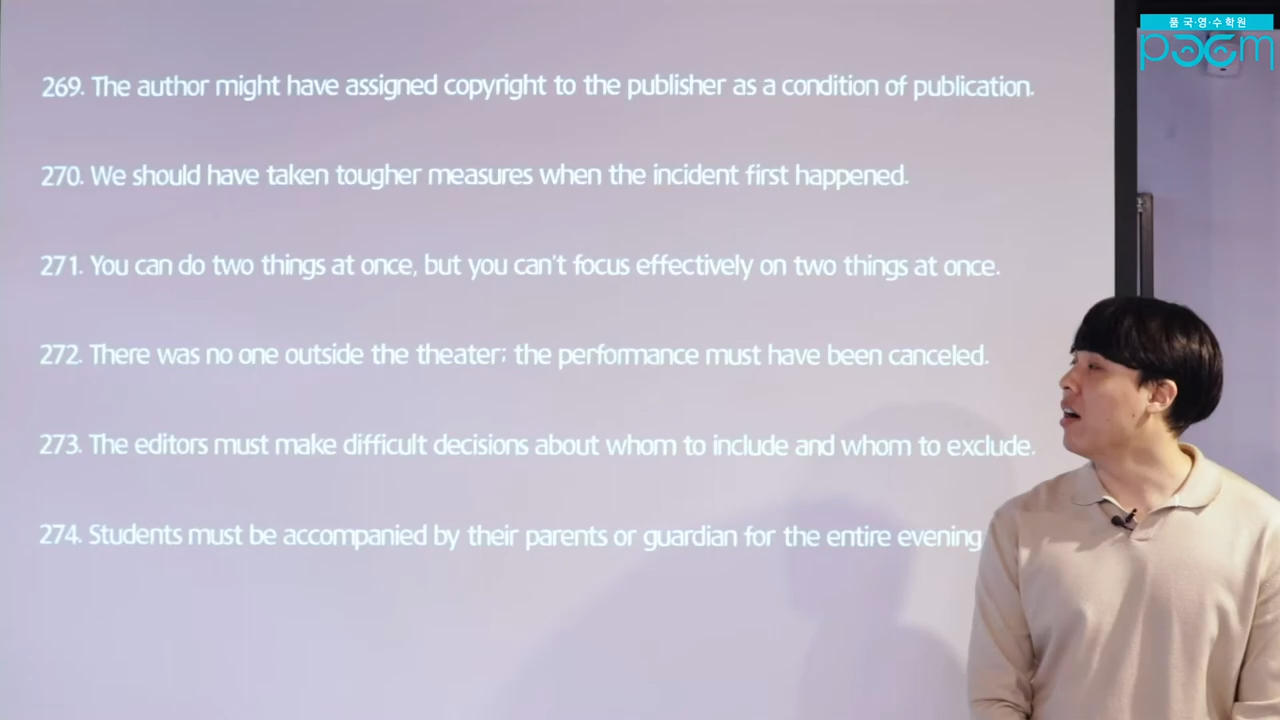 품 국·영·수학원
poem
269. The author might have assigned copyright to the publisher as a condition of publication.
270. We should have taken tougher measures when the incident first happened.
271. You can do two things at once, but you can't focus effectively on two things at once.
272. There was no one outside the theater; the performance must have been canceled.
273. The editors must make difficult decisions about whom to include and whom to exclude.
274. Students must be accompanied by their parents or guardian for the entire evening